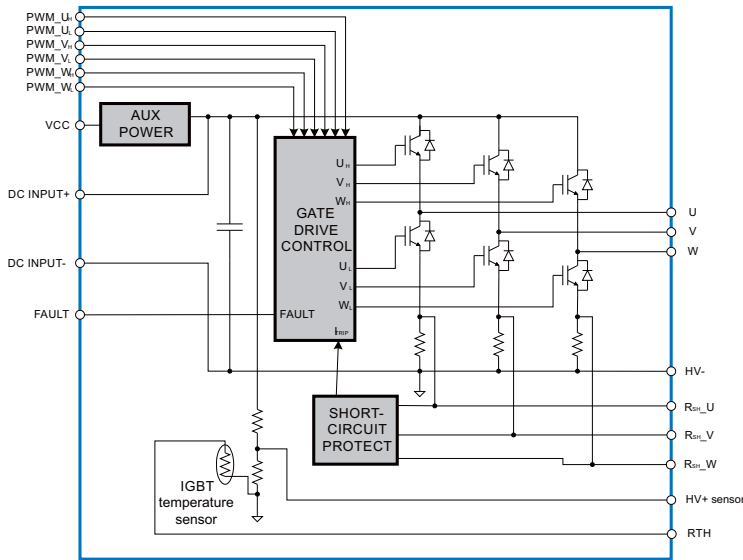 PWM_UH
PWM_UL
PWM_VH
PWM_VL
PWM_WH
PWM_WL
VCC
AUX
POWER
DC INPUT+
DC INPUT-
FAULT
UH
VH
WH
GATE
DRIVE
CONTROL
UL
VL
WL
FAULT
ITRIP
SHORT-
CIRCUIT
PROTECT
IGBT
temperature
sensor
U
V
W
HV-
RSH_U
RSH_V
RSH_W
HV+ sensor
RTH